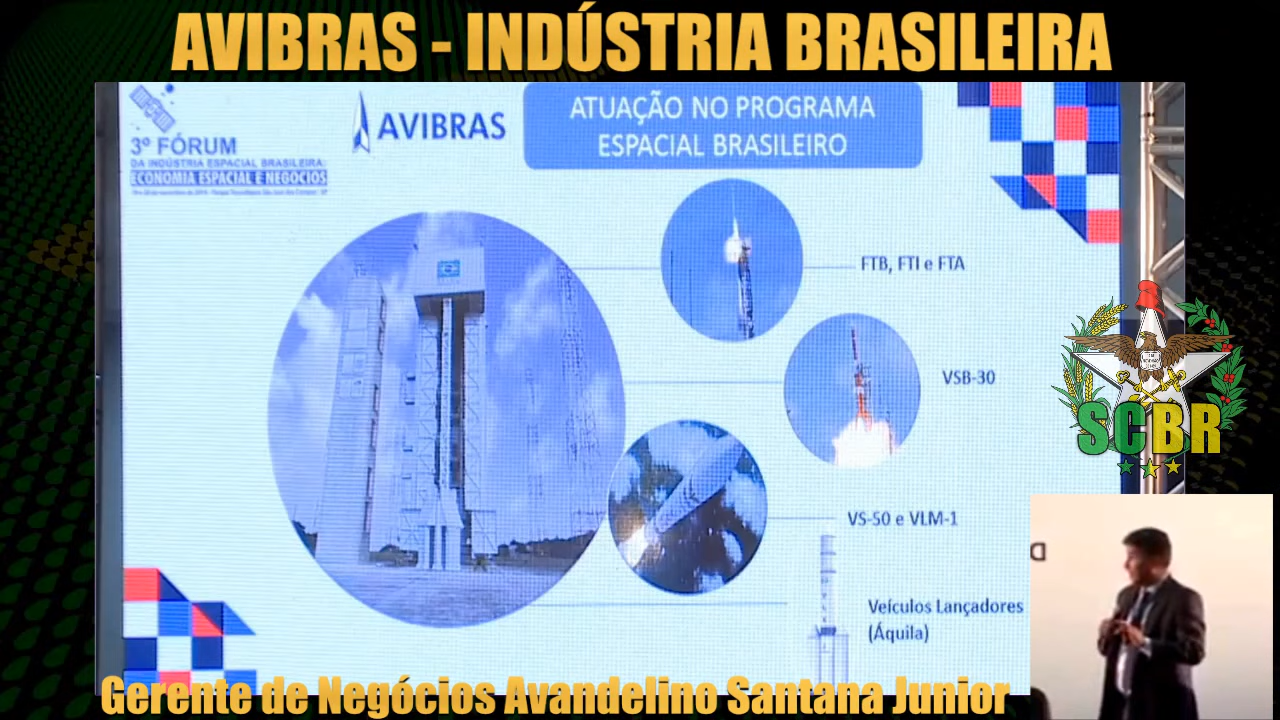 AVIBRAS - INDÚSTRIA BRASILEIRA
3º FÓRUM
DA INDÚSTRIA ESPACIAL BRASILEIRA:
ECONOMIA ESPACIAL E NEGÓCIOS
AVIBRAS
ATUAÇÃO NO PROGRAMA
ESPACIAL BRASILEIRO
FTB, FTI e FTA
VSB-30
VS-50 e VLM-1
Veículos Lançadores
(Áquila)
SCBR
Gerente de Negócios Avandelino Santana Junior